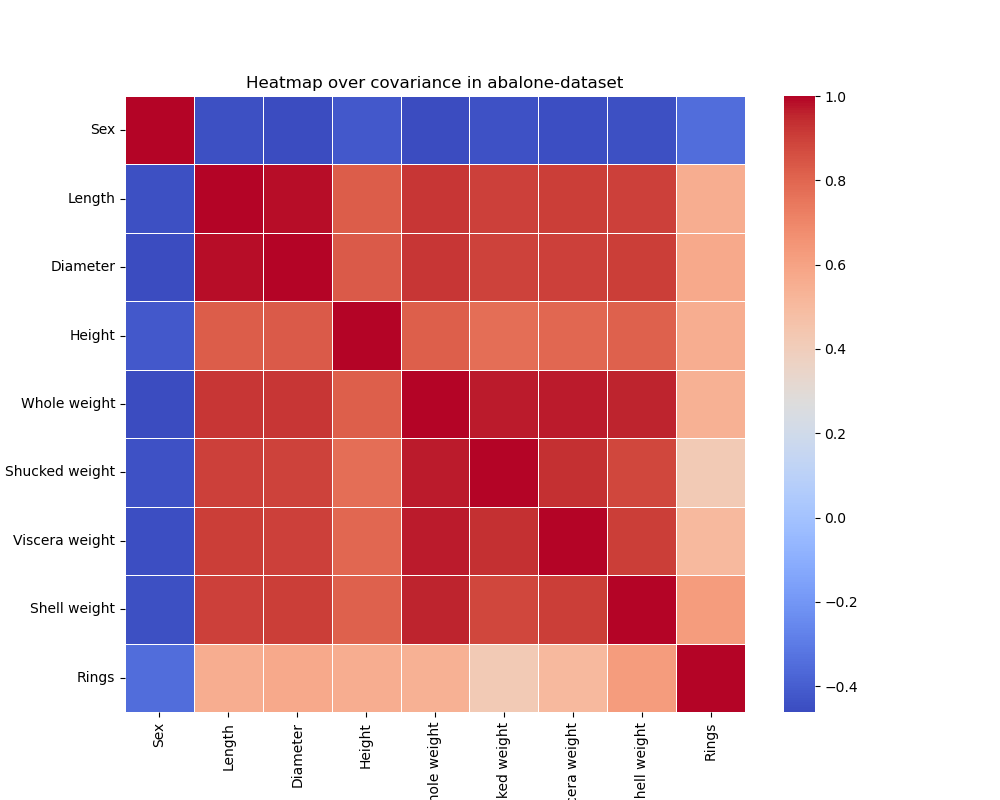 Heatmap over covariance in abalone-dataset
Sex
Length
Diameter
Height
Whole weight
Shucked weight
Viscera weight
Shell weight
Rings
Sex
Length
Diameter
Height
hole weight
ked weight
cera weight
hell weight
Rings
1.0
0.8
0.6
0.4
0.2
0.0
−0.2
−0.4